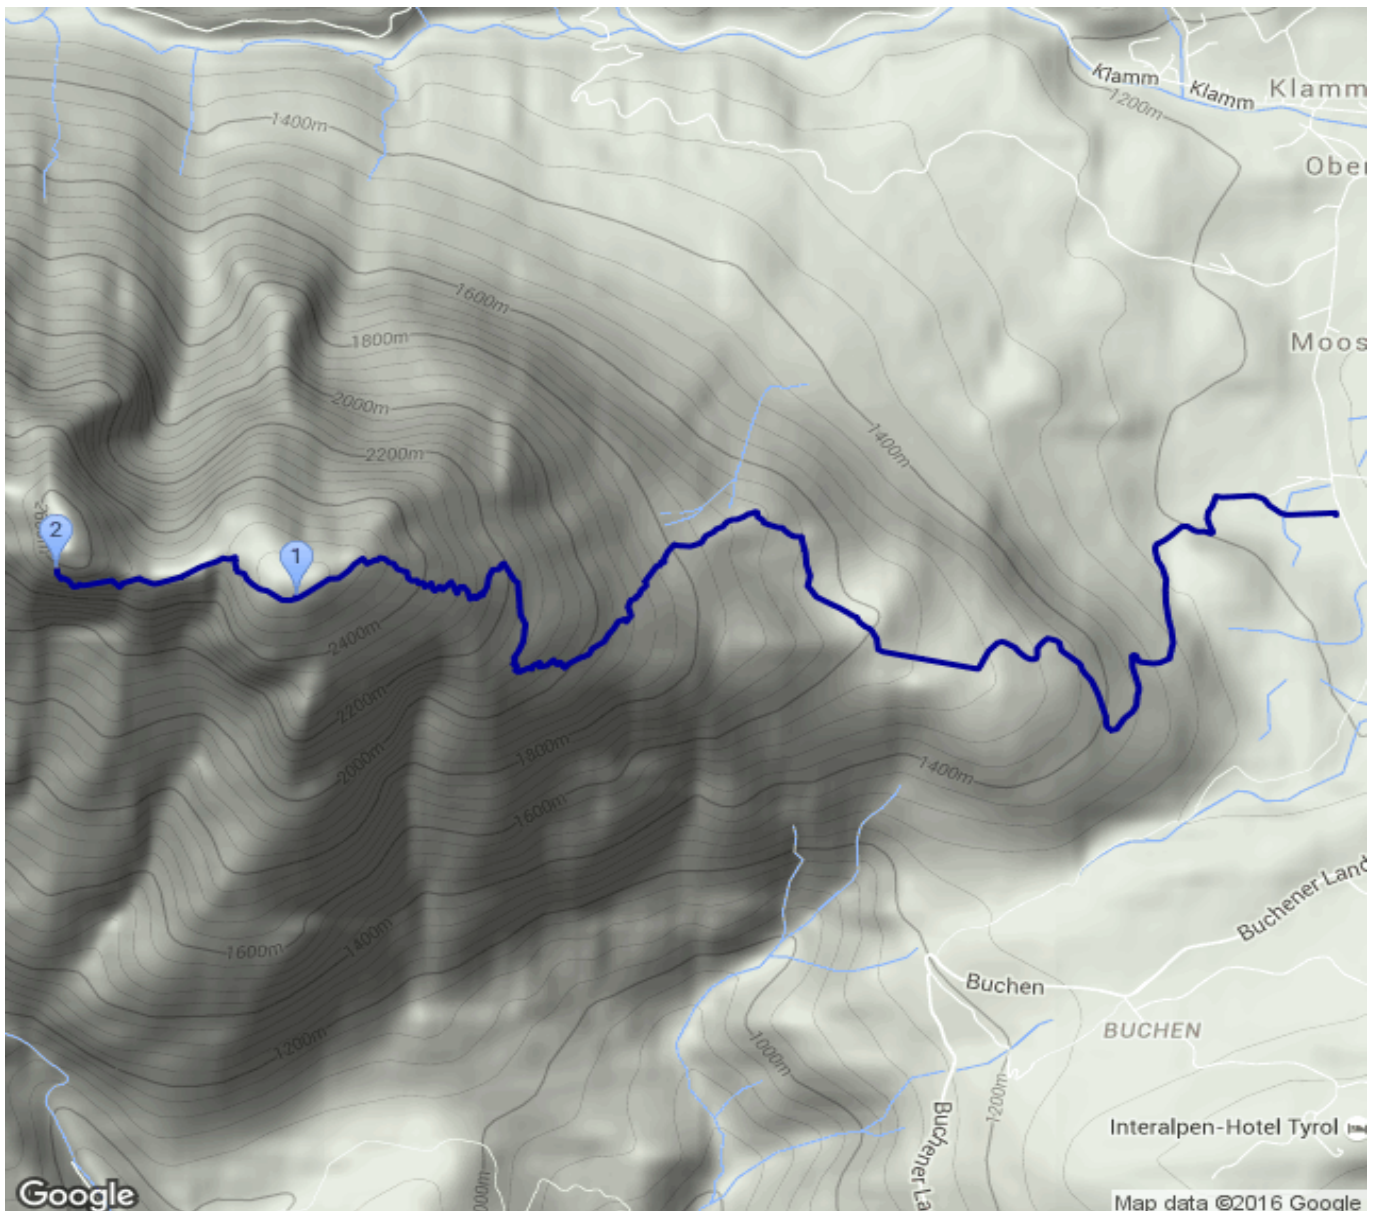 Klamm
Klamm
Klamm
1200m
1400m
Ober
1600m
Moos
1800m
2000m
1400m
2200m
2
1
2400m
2200m
1800m
2000m
1400m
1600m
Buchener Land
1600m
1400m
Buchen
BUCHEN
1200m
1000m
1200m
Interalpen-Hotel Tyrol
Buchener La
Google
Map data ©2016 Google